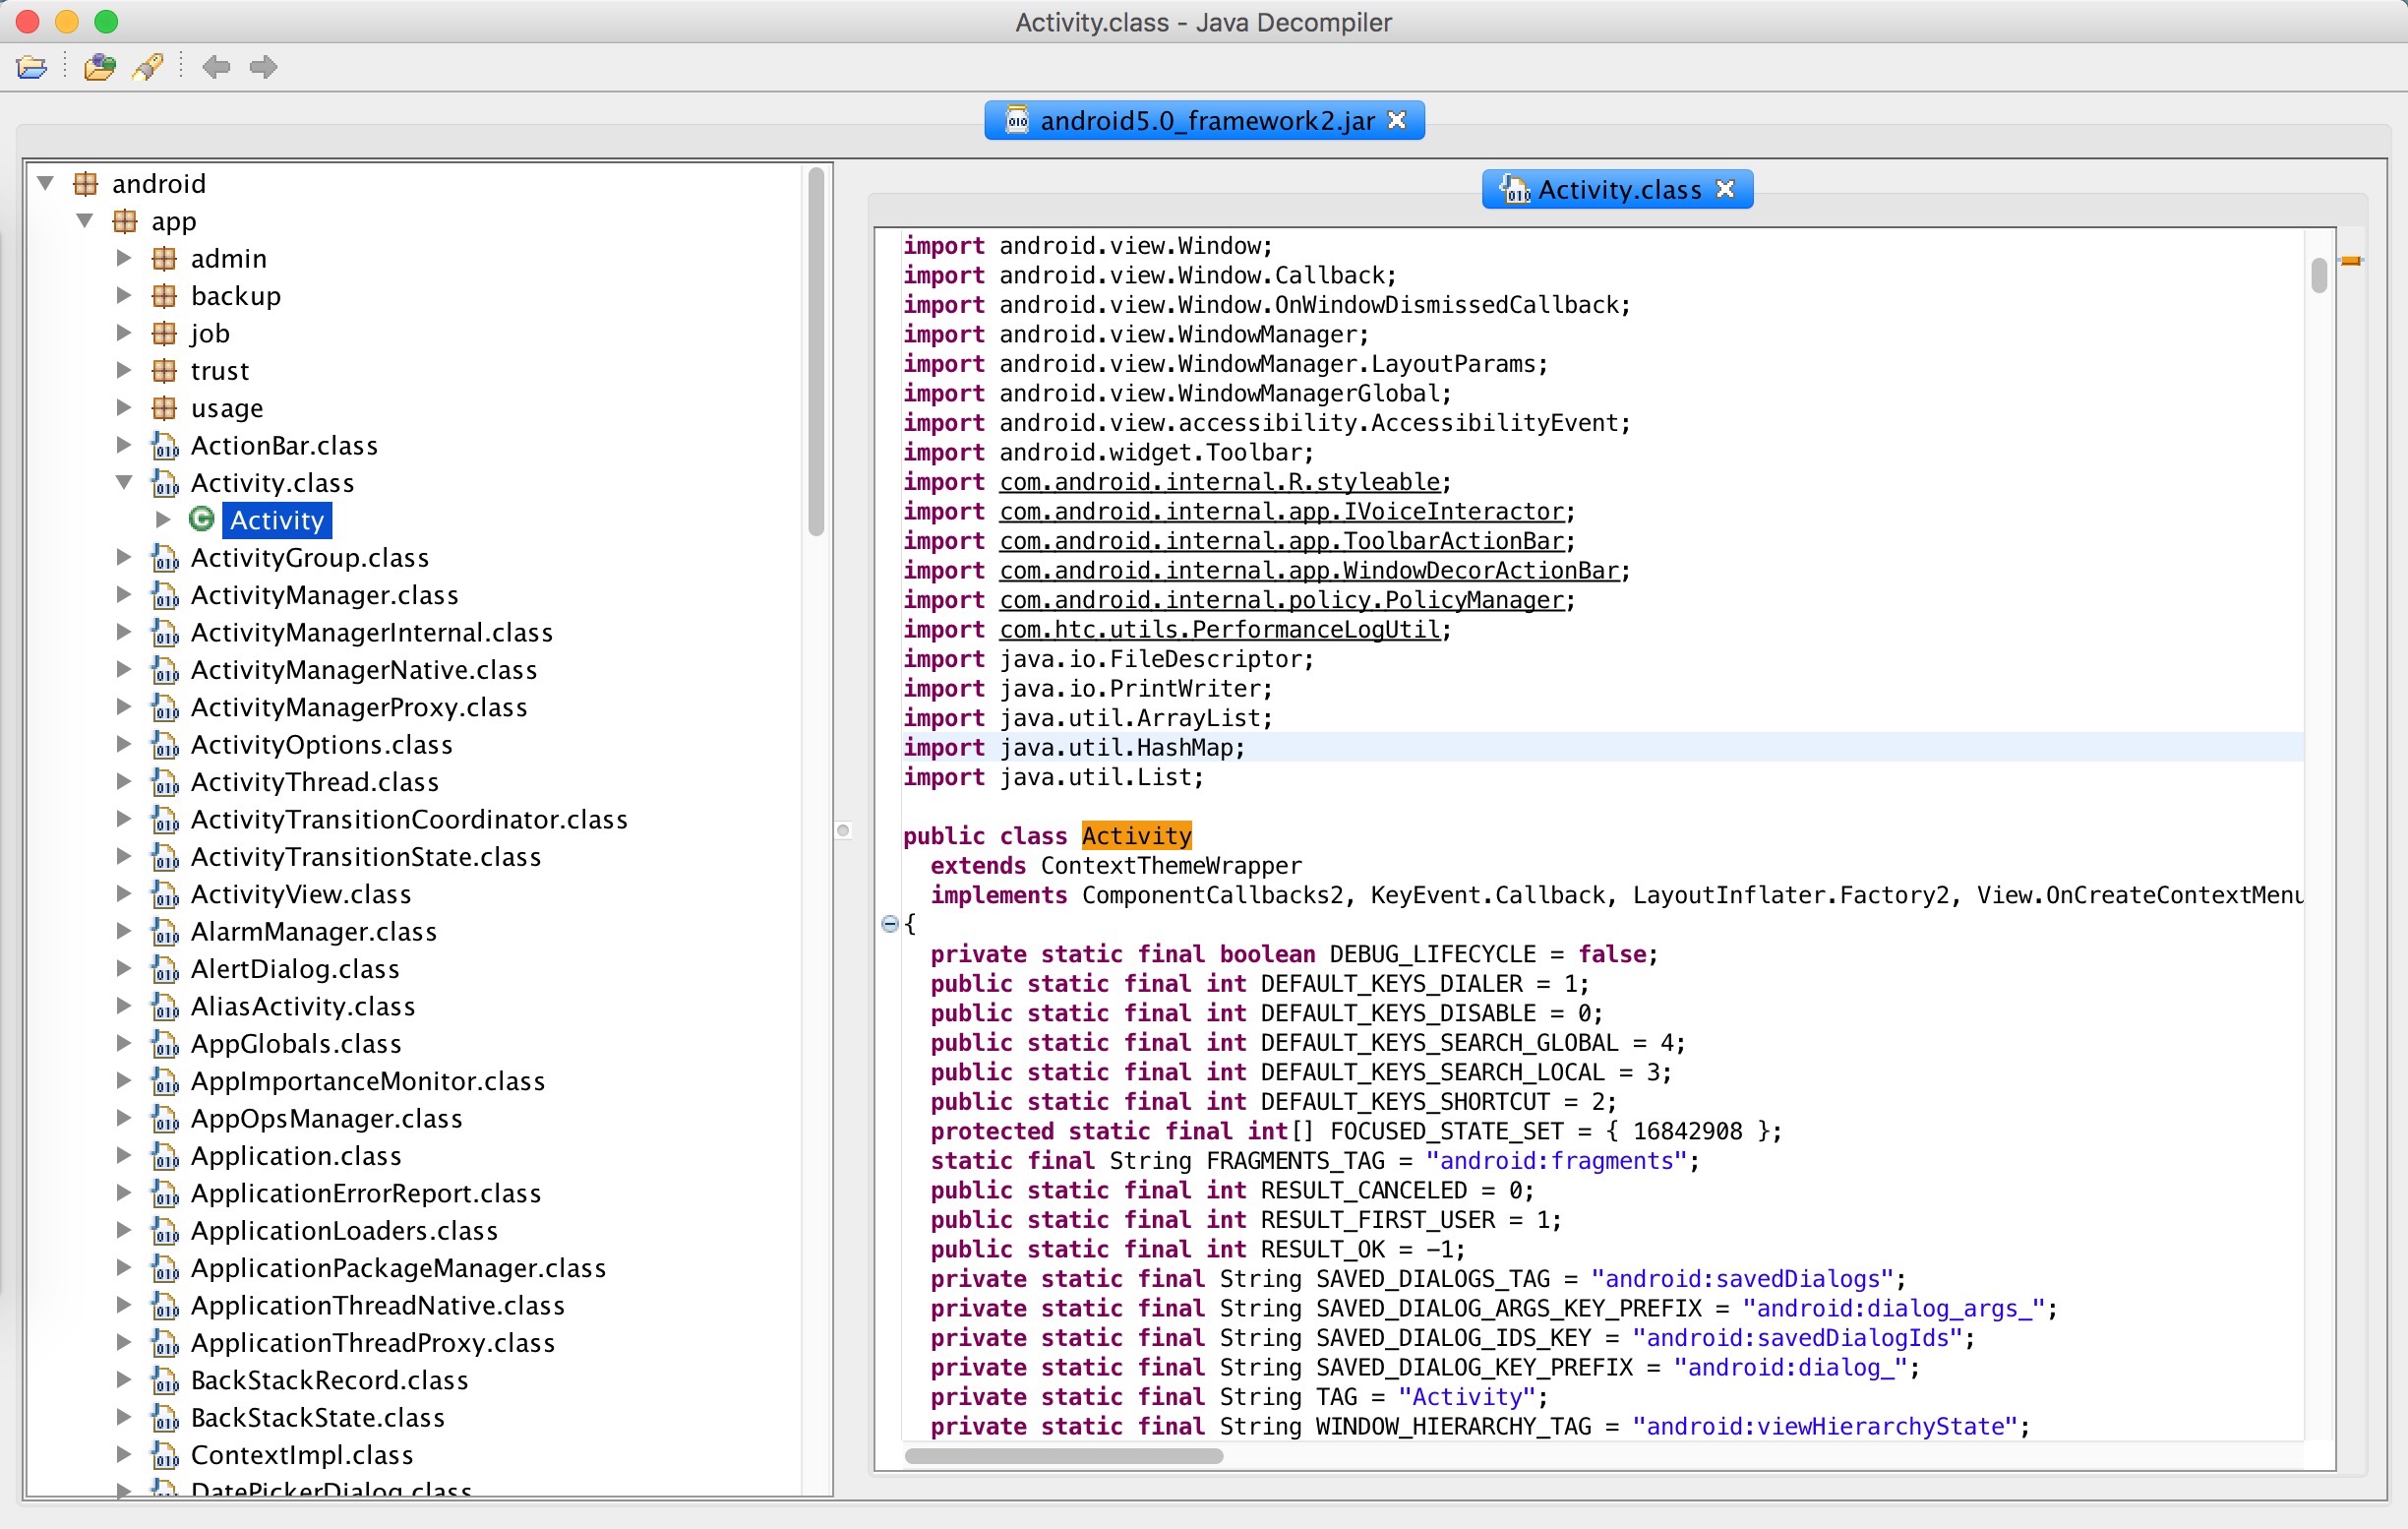 Activity.class - Java Decompiler
android5.0_framework2.jar
android
app
admin
backup
job
trust
usage
ActionBar.class
Activity.class
Activity
ActivityGroup.class
ActivityManager.class
ActivityManagerInternal.class
ActivityManagerNative.class
ActivityManagerProxy.class
ActivityOptions.class
ActivityThread.class
ActivityTransitionCoordinator.class
ActivityTransitionState.class
ActivityView.class
AlarmManager.class
AlertDialog.class
AliasActivity.class
AppGlobals.class
AppImportanceMonitor.class
AppOpsManager.class
Application.class
ApplicationErrorReport.class
ApplicationLoaders.class
ApplicationPackageManager.class
ApplicationThreadNative.class
ApplicationThreadProxy.class
BackStackRecord.class
BackStackState.class
ContextImpl.class
DatePickerDialog.class
Activity.class
import android.view.Window;
import android.view.Window.Callback;
import android.view.Window.OnWindowDismissedCallback;
import android.view.WindowManager;
import android.view.WindowManager.LayoutParams;
import android.view.WindowManagerGlobal;
import android.view.accessibility.AccessibilityEvent;
import android.widget.Toolbar;
import com.android.internal.R.styleable;
import com.android.internal.app.IVoiceInteractor;
import com.android.internal.app.ToolbarActionBar;
import com.android.internal.app.WindowDecorActionBar;
import com.android.internal.policy.PolicyManager;
import com.htc.utils.PerformanceLogUtil;
import java.io.FileDescriptor;
import java.io.PrintWriter;
import java.util.ArrayList;
import java.util.HashMap;
import java.util.List;
public class Activity
extends ContextThemeWrapper
implements ComponentCallbacks2, KeyEvent.Callback, LayoutInflater.Factory2, View.OnCreateContextMenu
{
private static final boolean DEBUG_LIFECYCLE = false;
public static final int DEFAULT_KEYS_DIALER = 1;
public static final int DEFAULT_KEYS_DISABLE = 0;
public static final int DEFAULT_KEYS_SEARCH_GLOBAL = 4;
public static final int DEFAULT_KEYS_SEARCH_LOCAL = 3;
public static final int DEFAULT_KEYS_SHORTCUT = 2;
protected static final int[] FOCUSED_STATE_SET = { 16842908 };
static final String FRAGMENTS_TAG = "android:fragments";
public static final int RESULT_CANCELED = 0;
public static final int RESULT_FIRST_USER = 1;
public static final int RESULT_OK = -1;
private static final String SAVED_DIALOGS_TAG = "android:savedDialogs";
private static final String SAVED_DIALOG_ARGS_KEY_PREFIX = "android:dialog_args_";
private static final String SAVED_DIALOG_IDS_KEY = "android:savedDialogIds";
private static final String SAVED_DIALOG_KEY_PREFIX = "android:dialog_";
private static final String TAG = "Activity";
private static final String WINDOW_HIERARCHY_TAG = "android:viewHierarchyState";